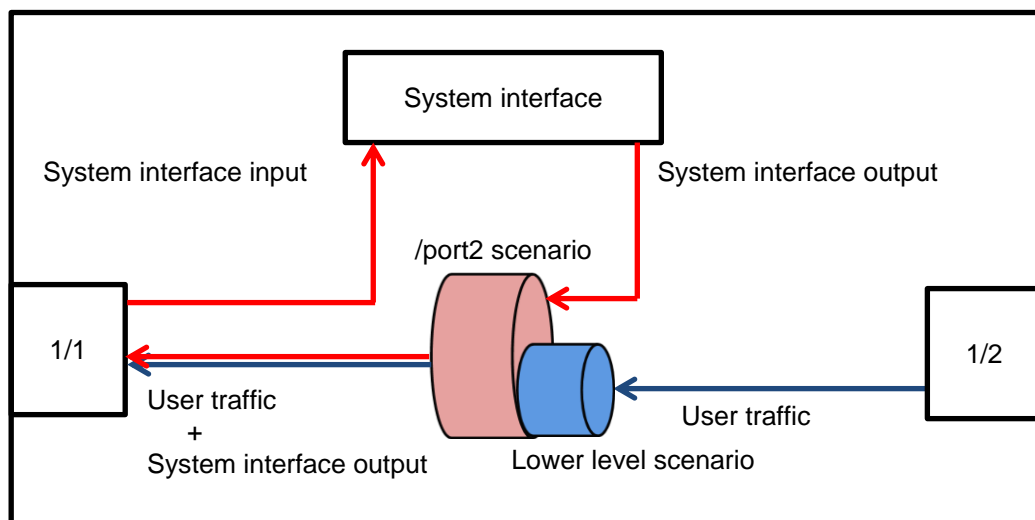 System interface
System interface input
System interface output
/port2 scenario
1/1
1/2
User traffic
+
System interface output
User traffic
Lower level scenario